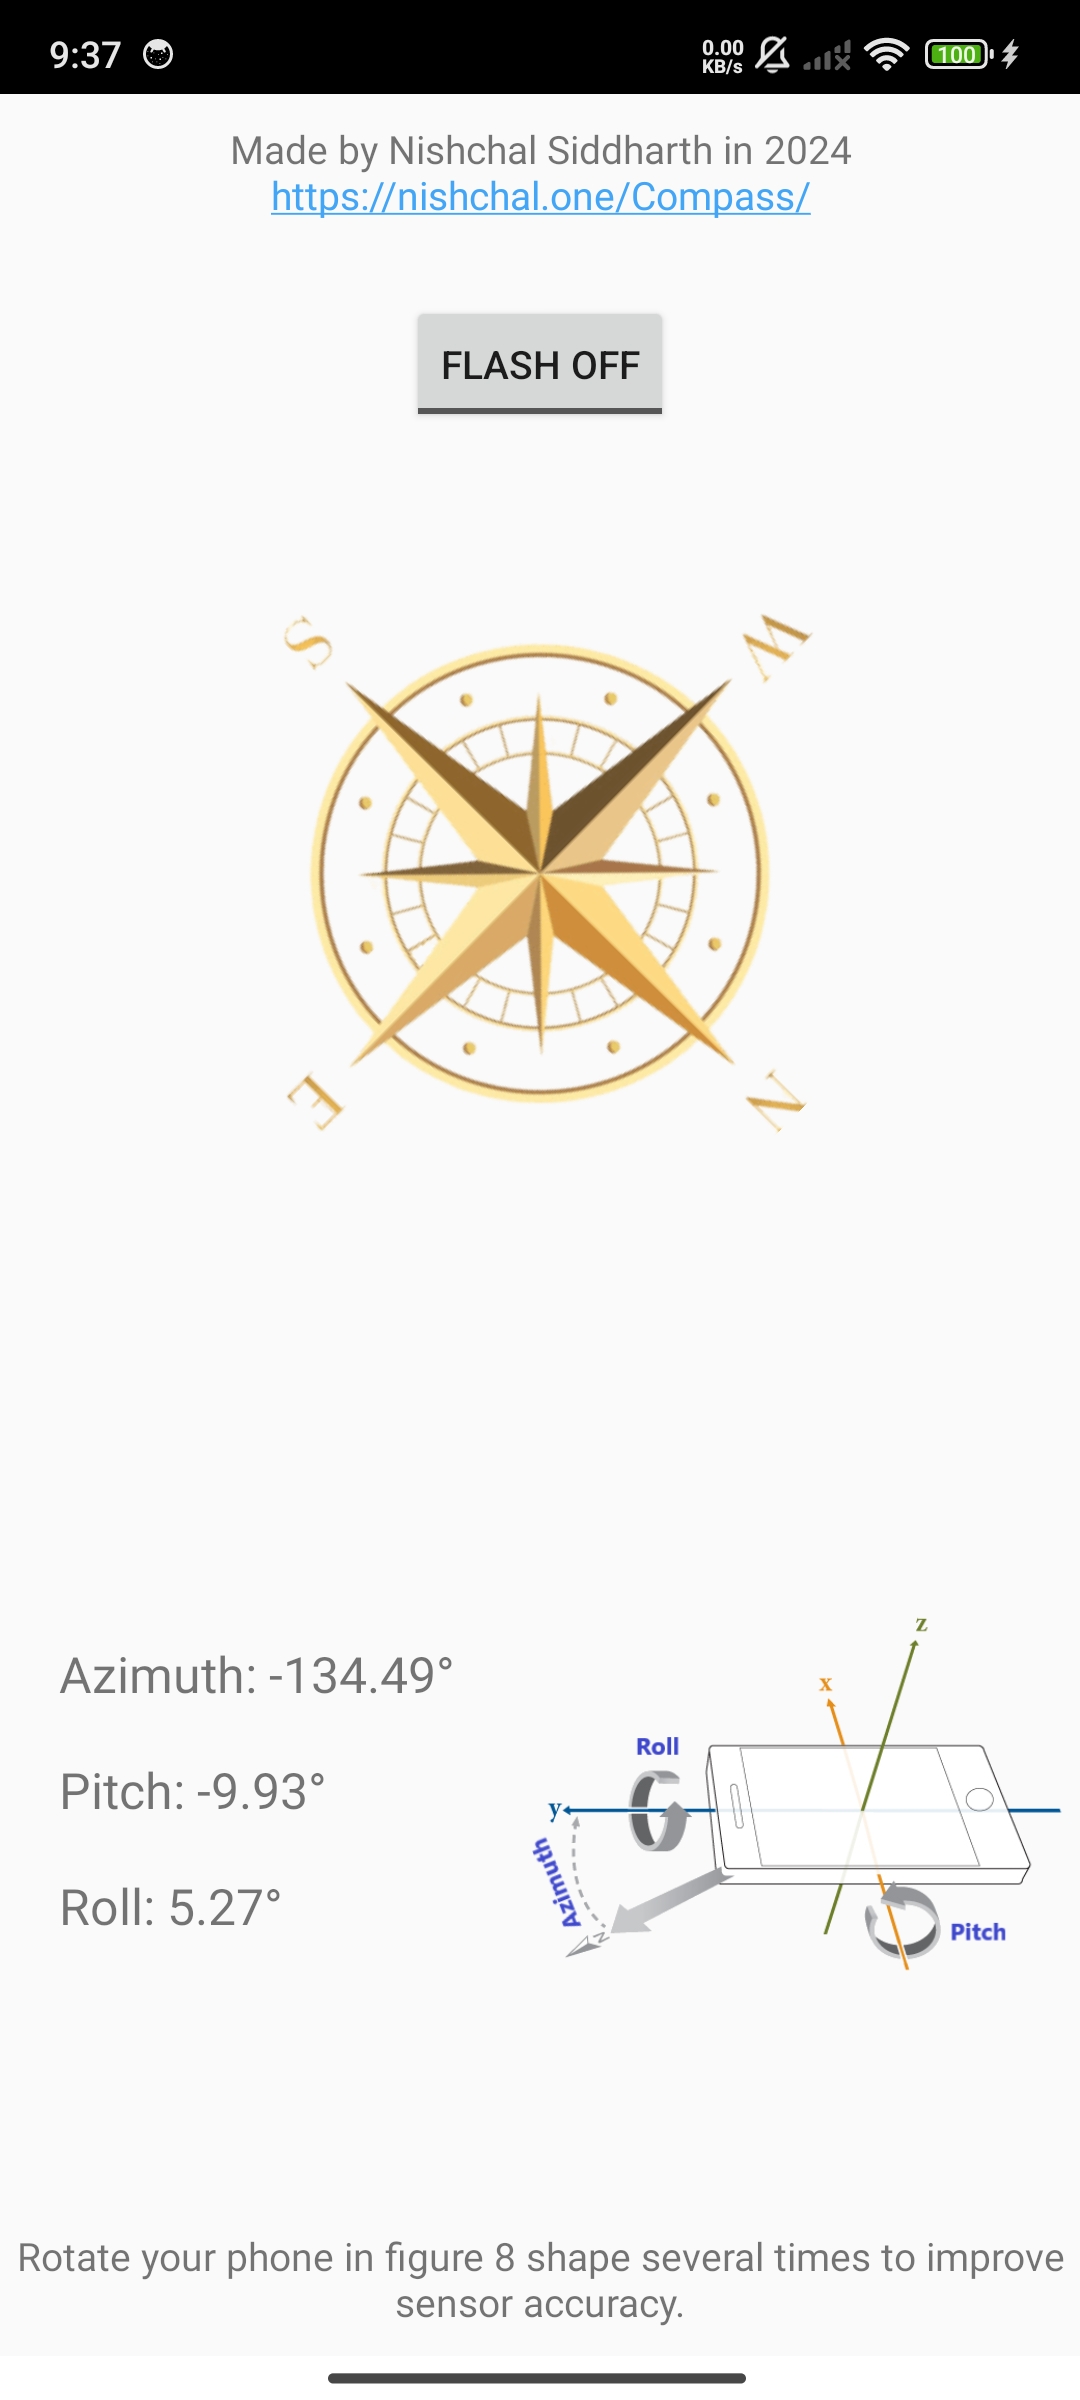 9:37
0.00
KB/s
100
Made by Nishchal Siddharth in 2024
https://nishchal.one/Compass/
FLASH OFF
S
W
E
N
z
x
Azimuth: -134.49°
Roll
y
Pitch: -9.93°
Azimuth
Roll: 5.27°
N
Pitch
Rotate your phone in figure 8 shape several times to improve
sensor accuracy.